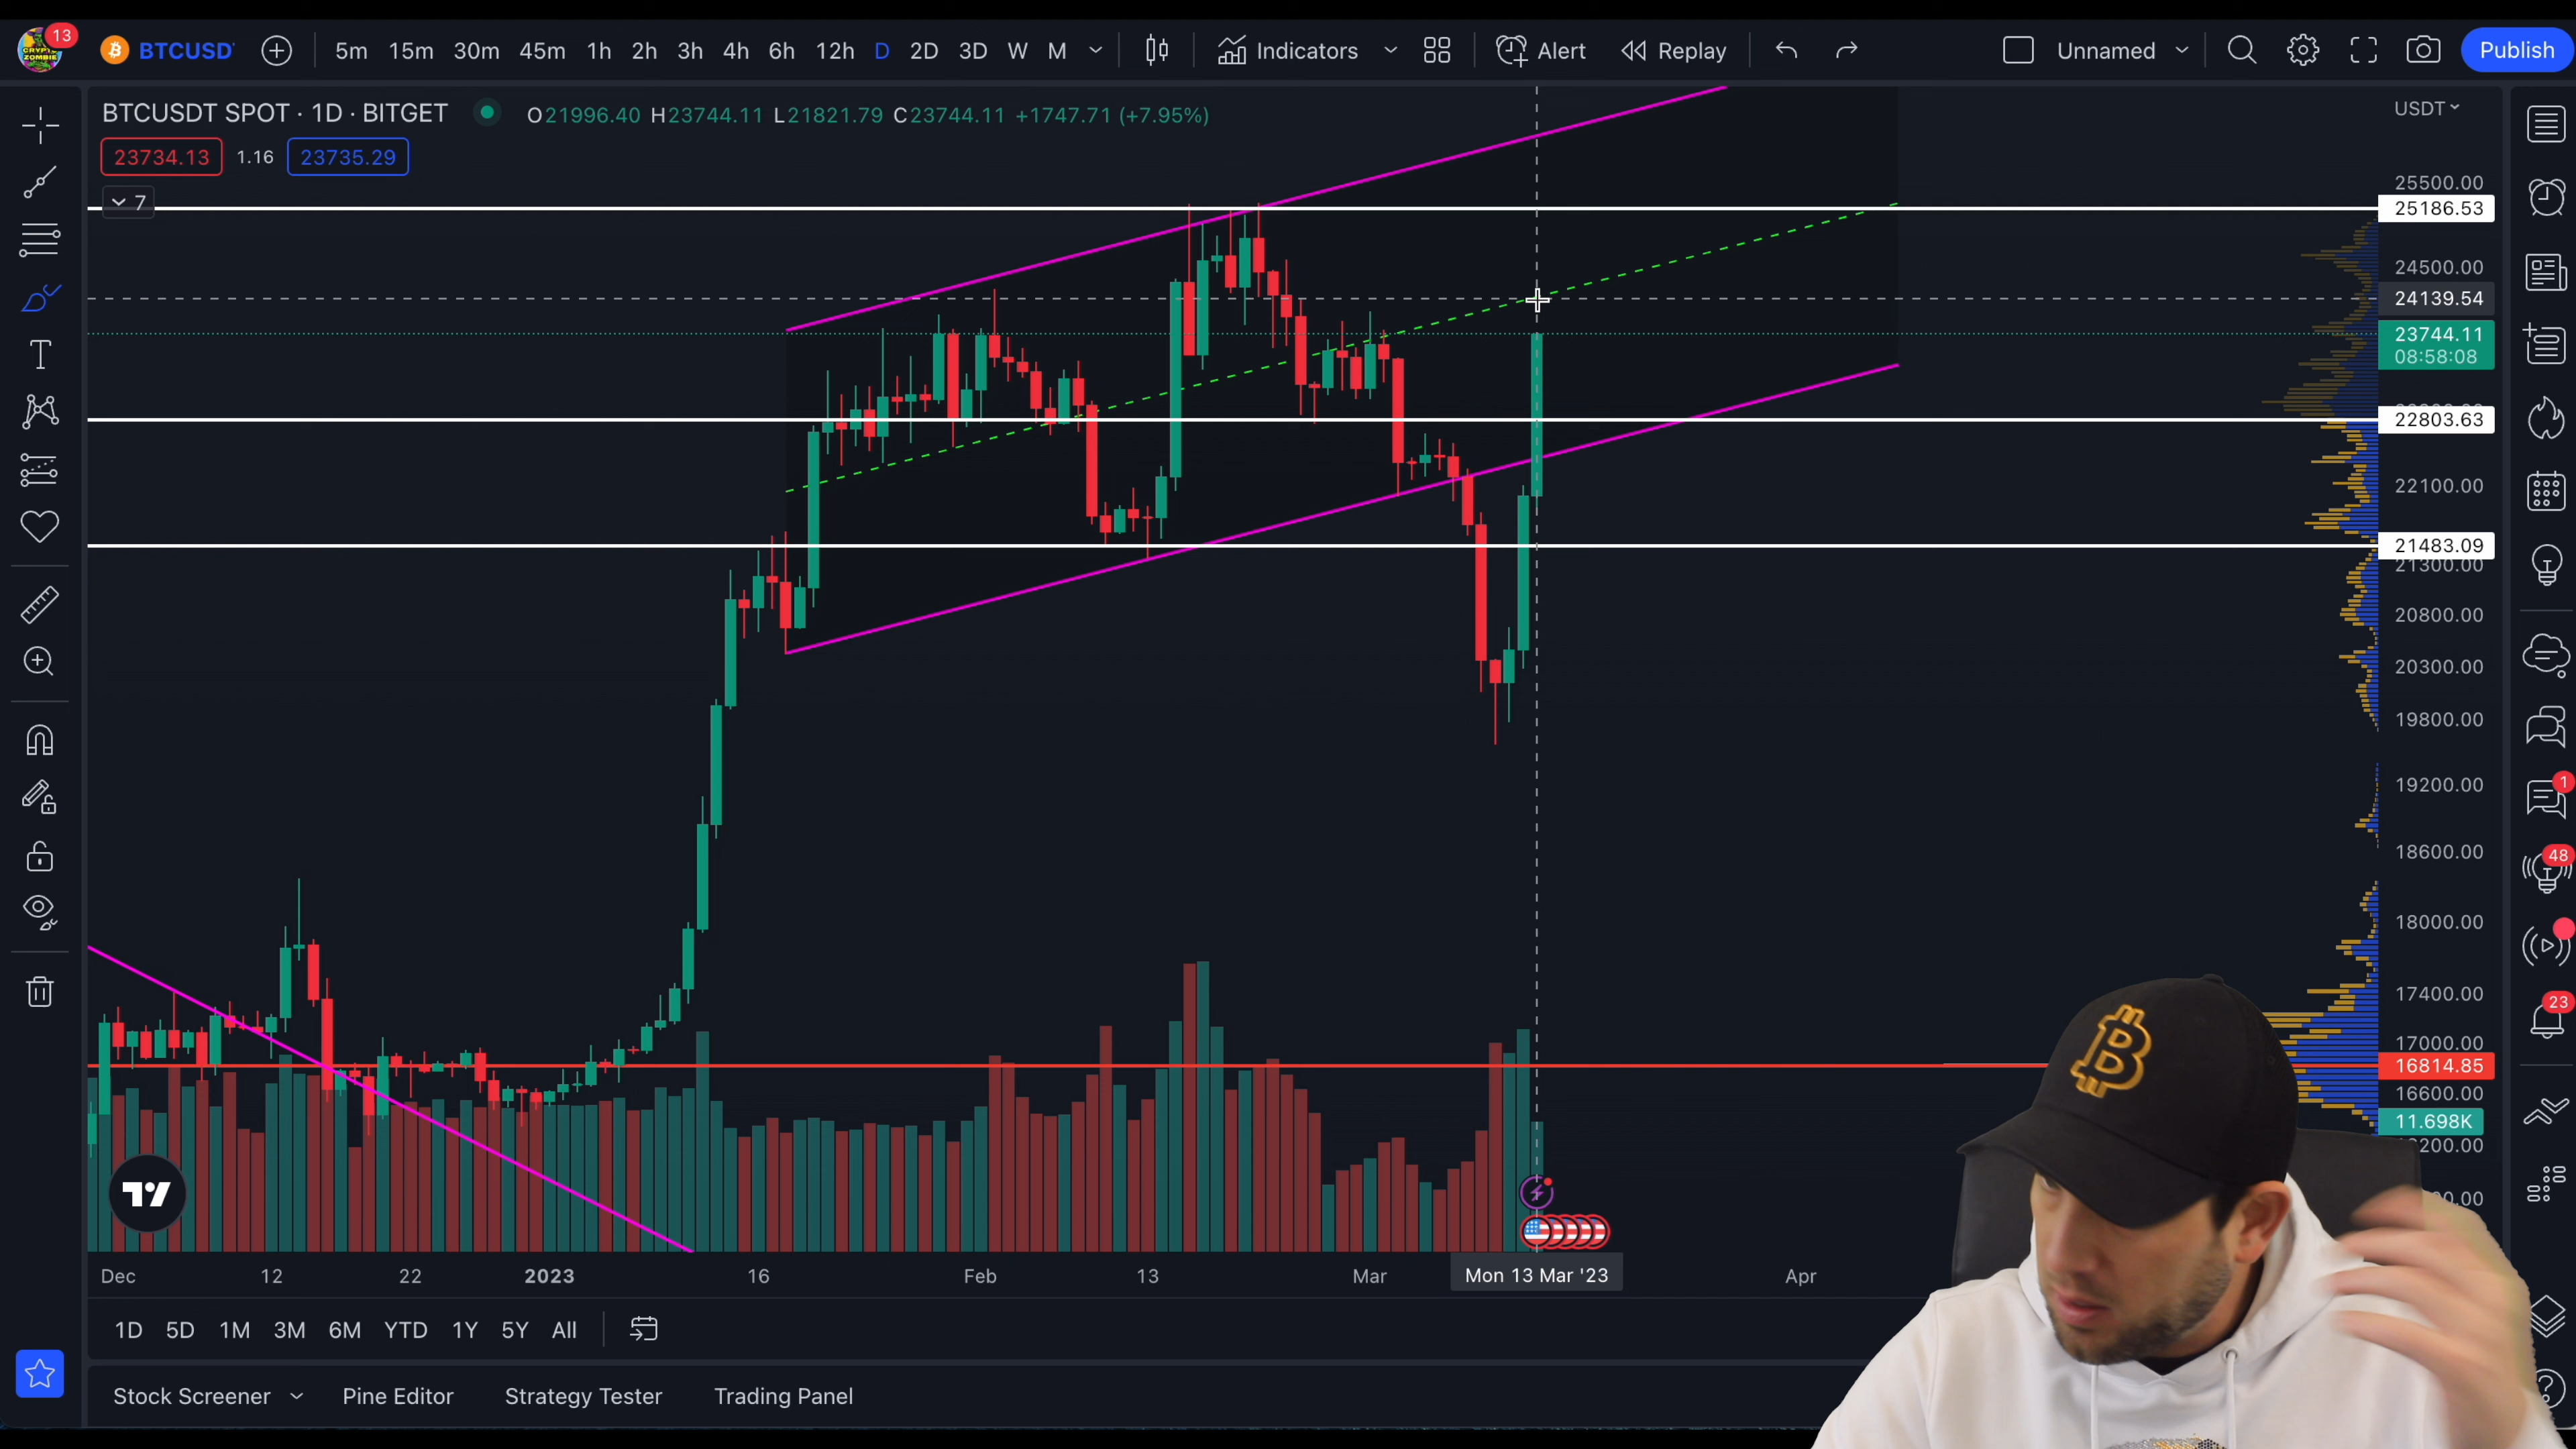 13
CRYPTO ZOMBIE
BTCUSD
5m 15m 30m 45m 1h 2h 3h 4h 6h 12h D 2D 3D W M
Indicators
Alert
Replay
Unnamed
Publish
BTCUSDT SPOT · 1D · BITGET
O21996.40 H23744.11 L21821.79 C23744.11 +1747.71 (+7.95%)
USDT
23734.13 1.16 23735.29
7
25500.00
25186.53
24500.00
24139.54
23744.11
08:58:08
22803.63
22100.00
21483.09
21300.00
20800.00
20300.00
19800.00
19200.00
18600.00
18000.00
17400.00
17000.00
16814.85
16600.00
11.698K
1
48
23
Dec 12 22 2023 16 Feb 13 Mar Mon 13 Mar '23 Apr
1D 5D 1M 3M 6M YTD 1Y 5Y All
Stock Screener Pine Editor Strategy Tester Trading Panel